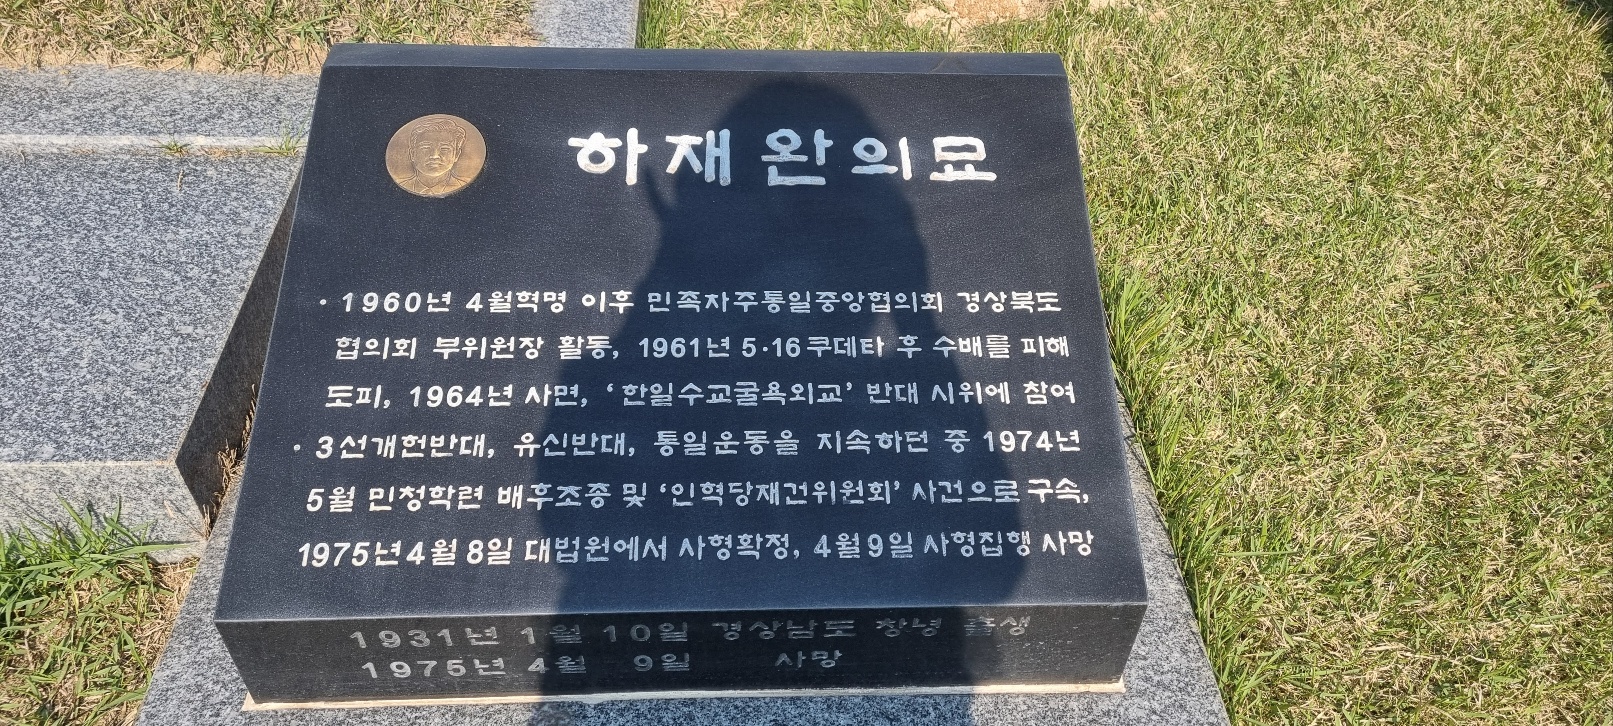 하재완의묘
· 1960년 4월혁명 이후 민족자주통일중앙협의회 경상북도
협의회 부위원장 활동, 1961년 5·16쿠데타 후 수배를 피해
도피, 1964년 사면, ‘한일수교굴욕외교’ 반대 시위에 참여
· 3선개헌반대, 유신반대, 통일운동을 지속하던 중 1974년
5월 민청학련 배후조종 및 ‘인혁당재건위원회’ 사건으로 구속,
1975년4월 8일 대법원에서 사형확정, 4월9일 사형집행 사망
1931년 1월 10일 경상남도 창녕 출생
1975년 4월 9일 사망